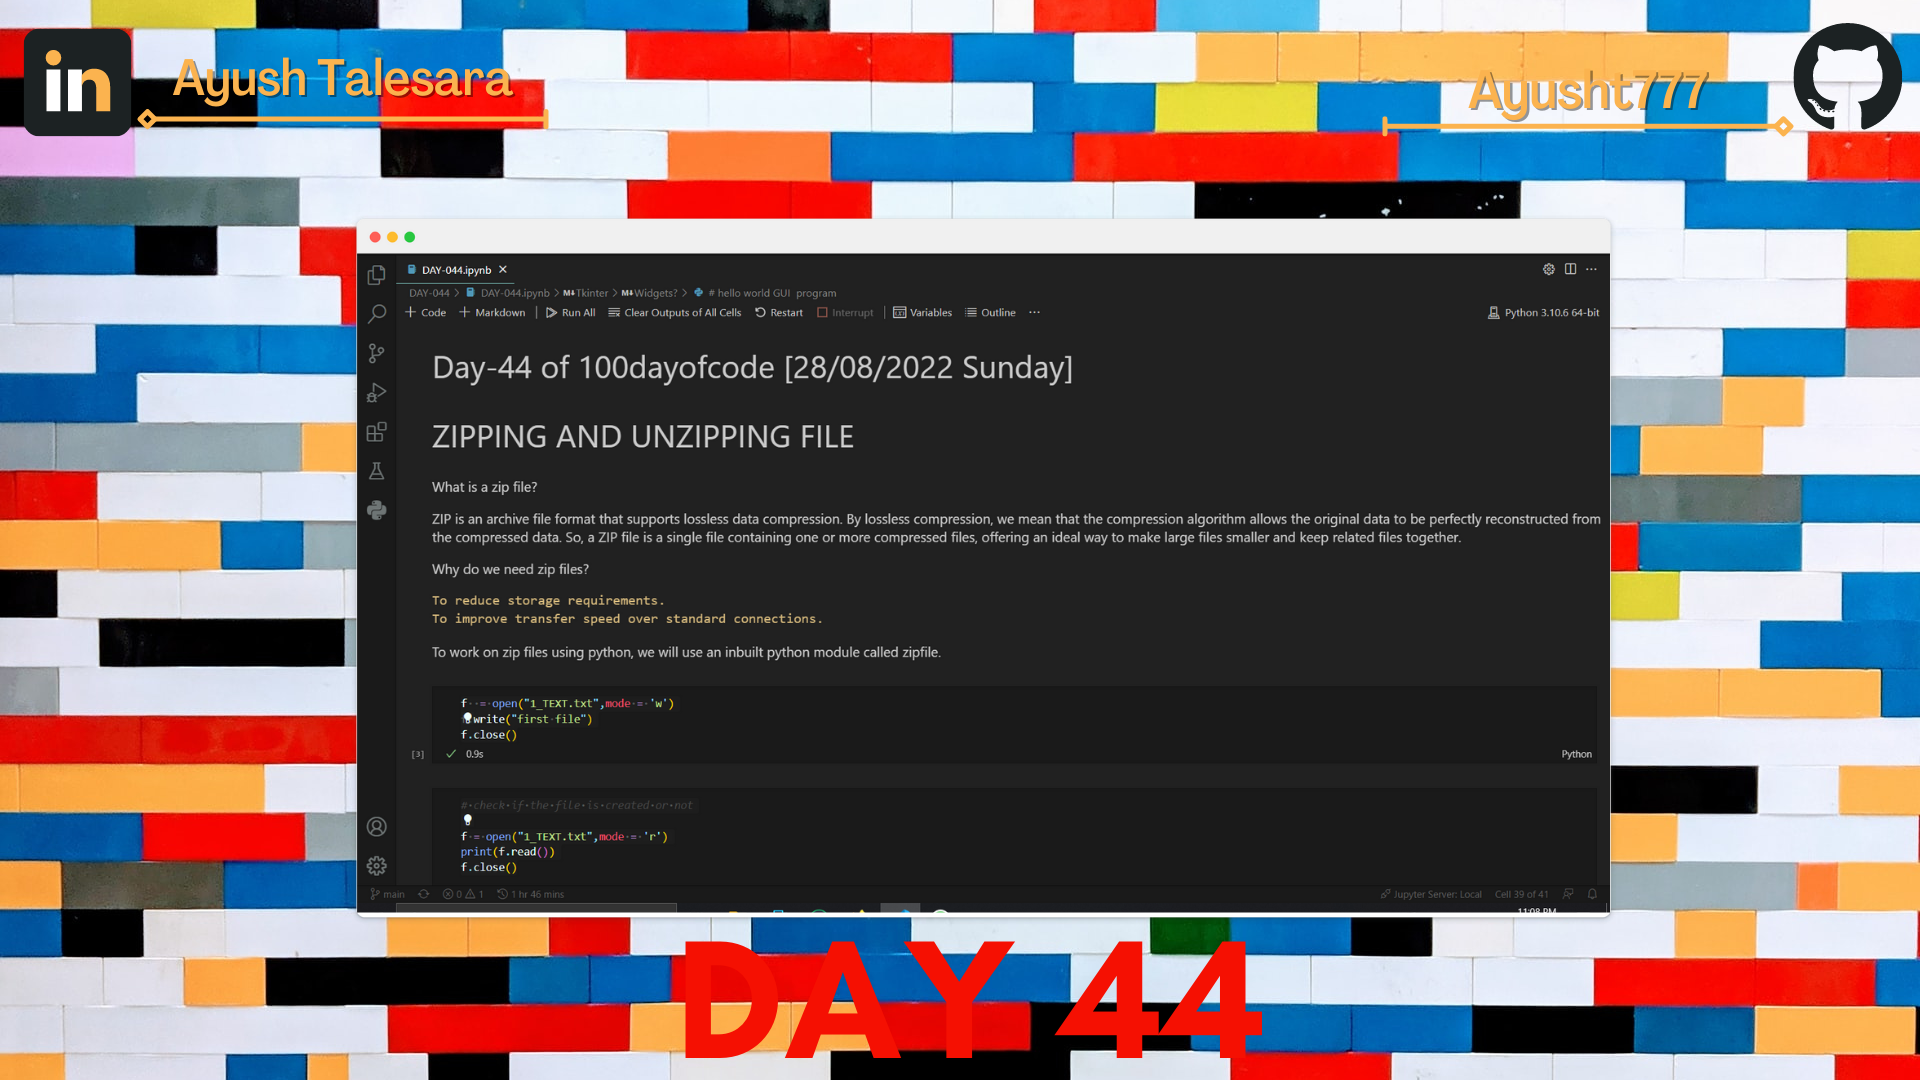 in
Ayush Talesara
Ayusht777
DAY-044.ipynb
DAY-044 > DAY-044.ipynb > M↓Tkinter > M↓Widgets? > # hello world GUI program
+ Code + Markdown | Run All Clear Outputs of All Cells Restart Interrupt | Variables Outline ...
Python 3.10.6 64-bit
Day-44 of 100dayofcode [28/08/2022 Sunday]
ZIPPING AND UNZIPPING FILE
What is a zip file?
ZIP is an archive file format that supports lossless data compression. By lossless compression, we mean that the compression algorithm allows the original data to be perfectly reconstructed from
the compressed data. So, a ZIP file is a single file containing one or more compressed files, offering an ideal way to make large files smaller and keep related files together.
Why do we need zip files?
To reduce storage requirements.
To improve transfer speed over standard connections.
To work on zip files using python, we will use an inbuilt python module called zipfile.
f = open("1_TEXT.txt",mode = 'w')
write("first file")
f.close()
[3] 0.9s
Python
# check if the file is created or not
f = open("1_TEXT.txt",mode = 'r')
print(f.read())
f.close()
main 0 1 1 hr 46 mins
Jupyter Server: Local Cell 39 of 41
11:08 PM
DAY 44